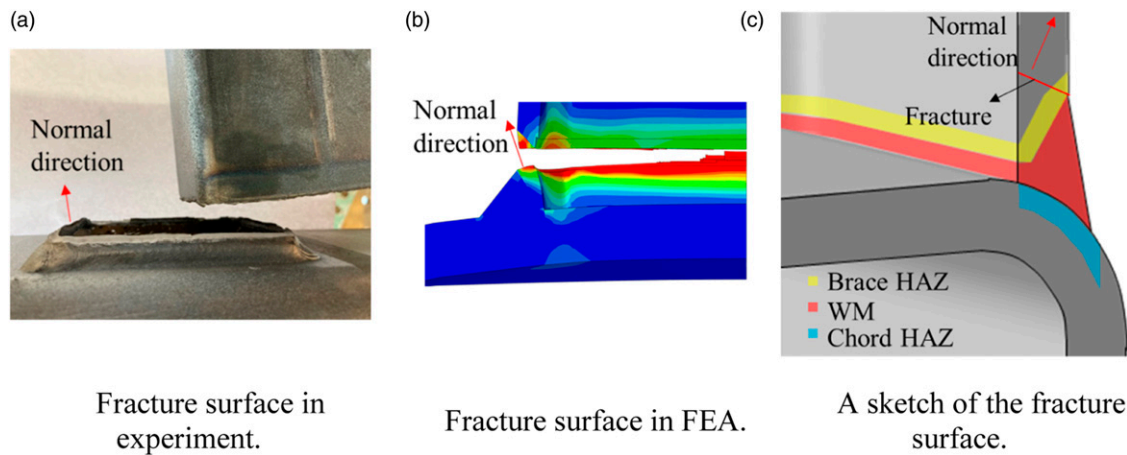 (a)
Normal
direction
Fracture surface in
experiment.
(b)
Normal
direction
Fracture surface in FEA.
(c)
Normal
direction
Fracture
Brace HAZ
WM
Chord HAZ
A sketch of the fracture
surface.